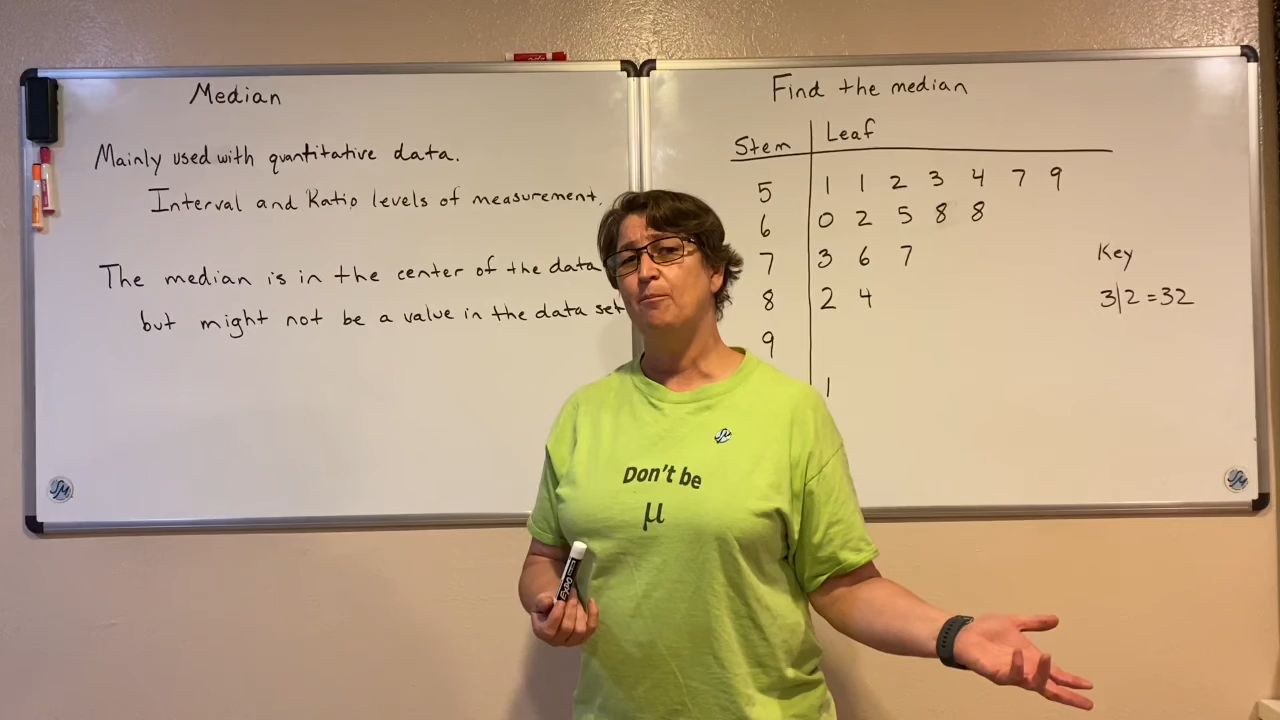 Median
Mainly used with quantitative data.
Interval and Ratio levels of measurement.
The median is in the center of the data
but might not be a value in the data set
Find the median
Stem | Leaf
5 | 1 1 2 3 4 7 9
6 | 0 2 5 8 8
7 | 3 6 7
8 | 2 4
9 |
1
Key
3|2 = 32
Don't be
μ
EXPO